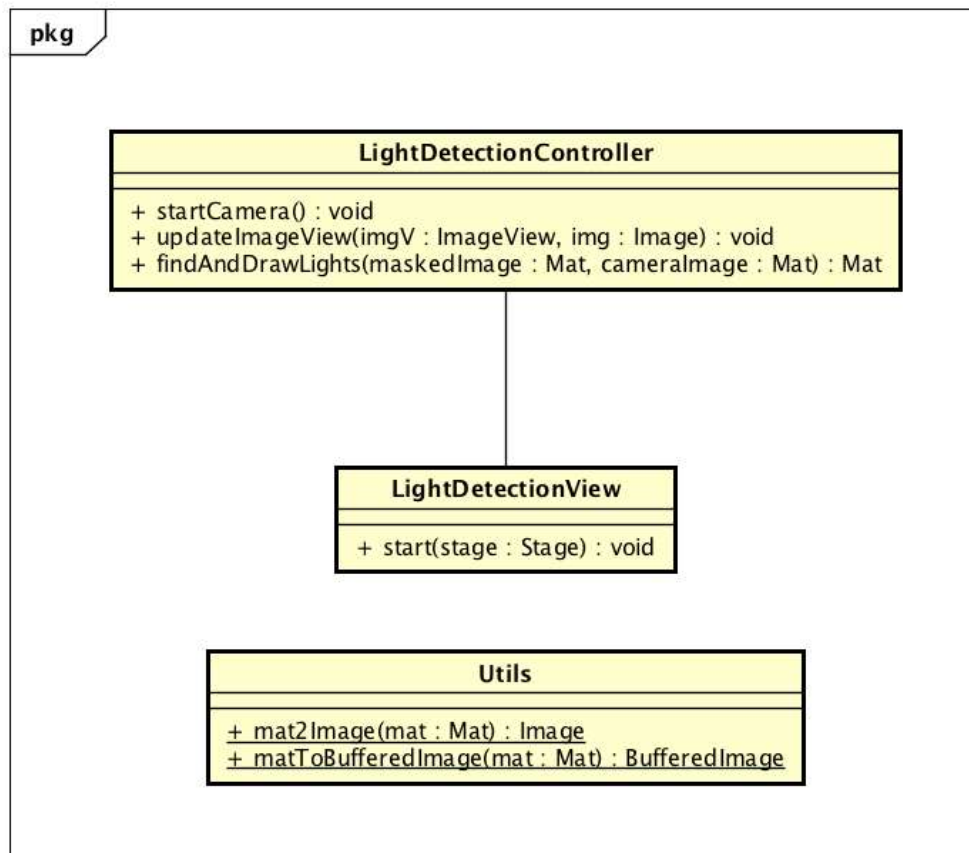 pkg
LightDetectionController
+ startCamera() : void
+ updateImageView(imgV : ImageView, img : Image) : void
+ findAndDrawLights(maskedImage : Mat, cameraImage : Mat) : Mat
LightDetectionView
+ start(stage : Stage) : void
Utils
+ mat2Image(mat : Mat) : Image
+ matToBufferedImage(mat : Mat) : BufferedImage